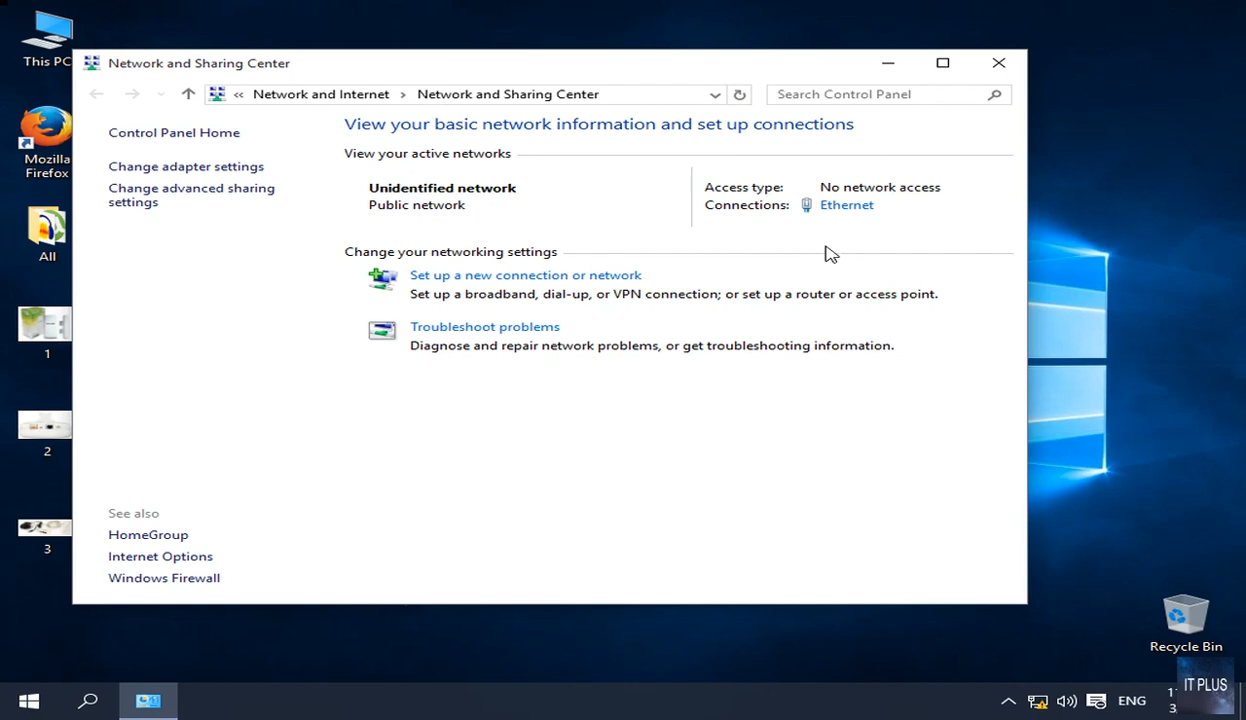 This PC
Mozilla
Firefox
All
1
2
3
Network and Sharing Center
« Network and Internet › Network and Sharing Center
Search Control Panel
Control Panel Home
Change adapter settings
Change advanced sharing
settings
See also
HomeGroup
Internet Options
Windows Firewall
View your basic network information and set up connections
View your active networks
Unidentified network
Public network
Access type: No network access
Connections: Ethernet
Change your networking settings
Set up a new connection or network
Set up a broadband, dial-up, or VPN connection; or set up a router or access point.
Troubleshoot problems
Diagnose and repair network problems, or get troubleshooting information.
Recycle Bin
ENG
IT PLUS